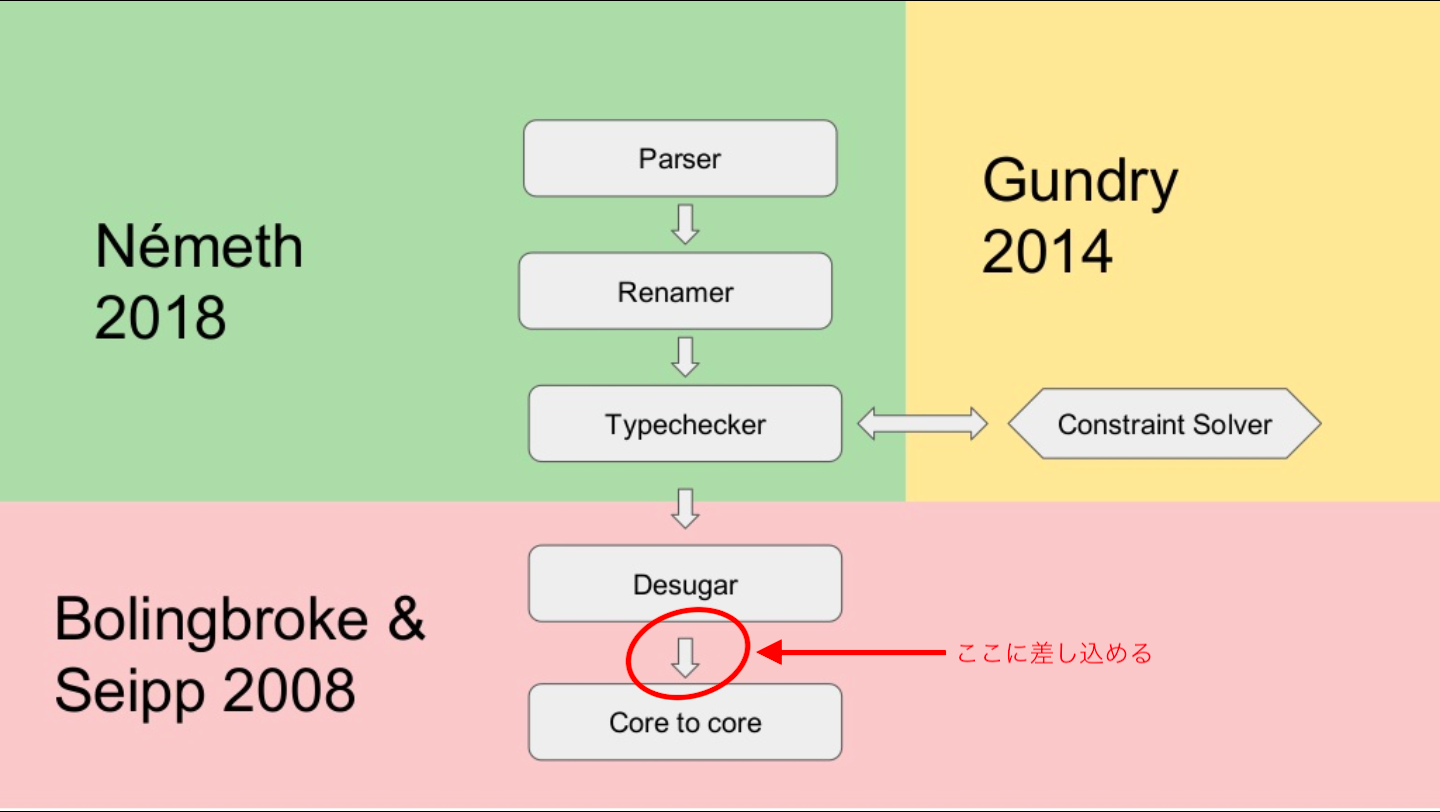 Parser
Gundry
2014
Németh
2018
Renamer
Typechecker
Constraint Solver
Desugar
Bolingbroke &
Seipp 2008
ここに差し込める
Core to core